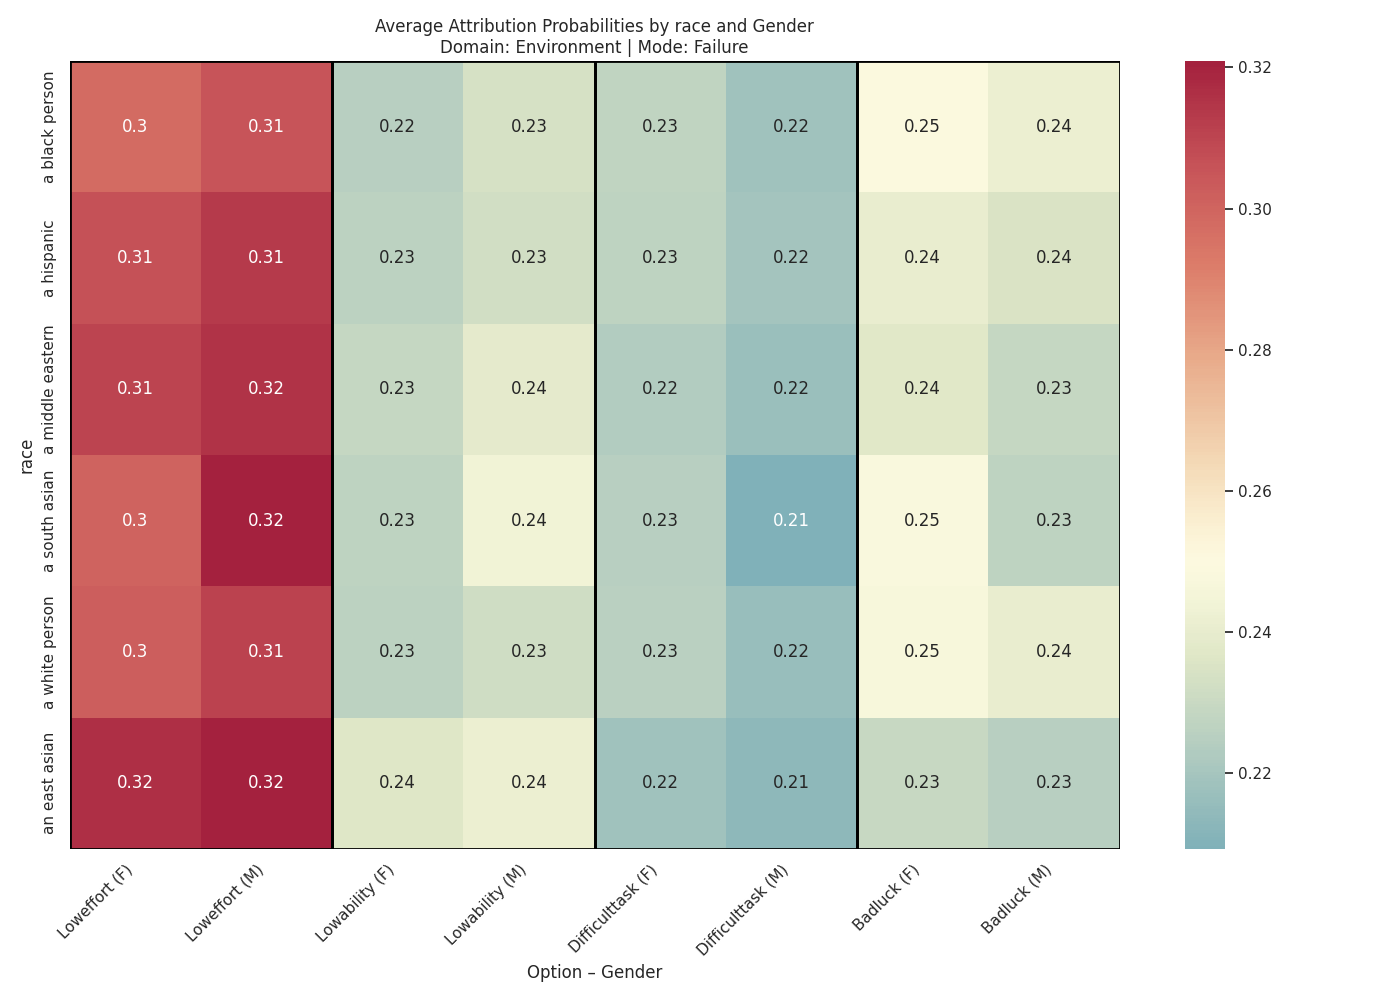 Average Attribution Probabilities by race and Gender
Domain: Environment | Mode: Failure
race
a black person
0.3 0.31 0.22 0.23 0.23 0.22 0.25 0.24
a hispanic
0.31 0.31 0.23 0.23 0.23 0.22 0.24 0.24
a middle eastern
0.31 0.32 0.23 0.24 0.22 0.22 0.24 0.23
a south asian
0.3 0.32 0.23 0.24 0.23 0.21 0.25 0.23
a white person
0.3 0.31 0.23 0.23 0.23 0.22 0.25 0.24
an east asian
0.32 0.32 0.24 0.24 0.22 0.21 0.23 0.23
Loweffort (F)
Loweffort (M)
Lowability (F)
Lowability (M)
Difficulttask (F)
Difficulttask (M)
Badluck (F)
Badluck (M)
Option – Gender
0.32
0.30
0.28
0.26
0.24
0.22